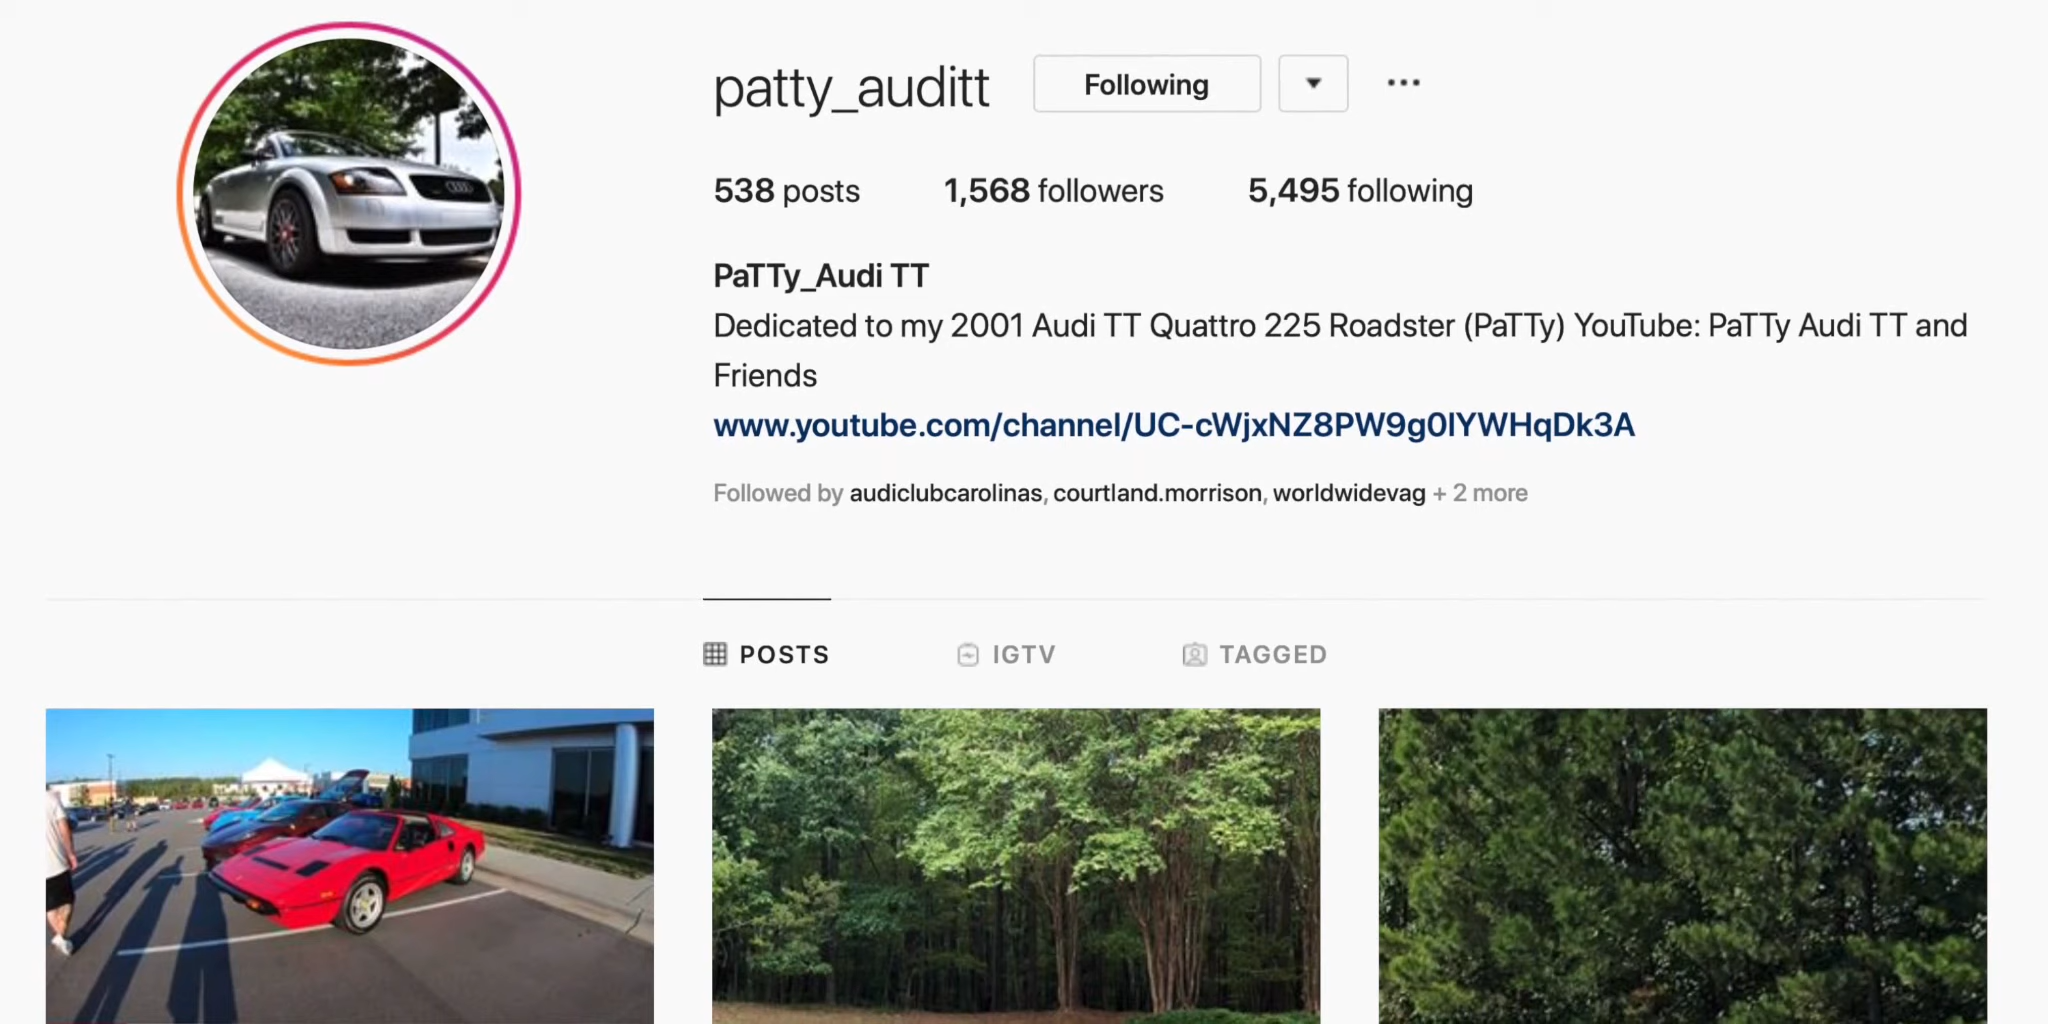 patty_auditt Following
538 posts 1,568 followers 5,495 following
PaTTy_Audi TT
Dedicated to my 2001 Audi TT Quattro 225 Roadster (PaTTy) YouTube: PaTTy Audi TT and
Friends
www.youtube.com/channel/UC-cWjxNZ8PW9g0IYWHqDk3A
Followed by audiclubcarolinas, courtland.morrison, worldwidevag + 2 more
POSTS IGTV TAGGED